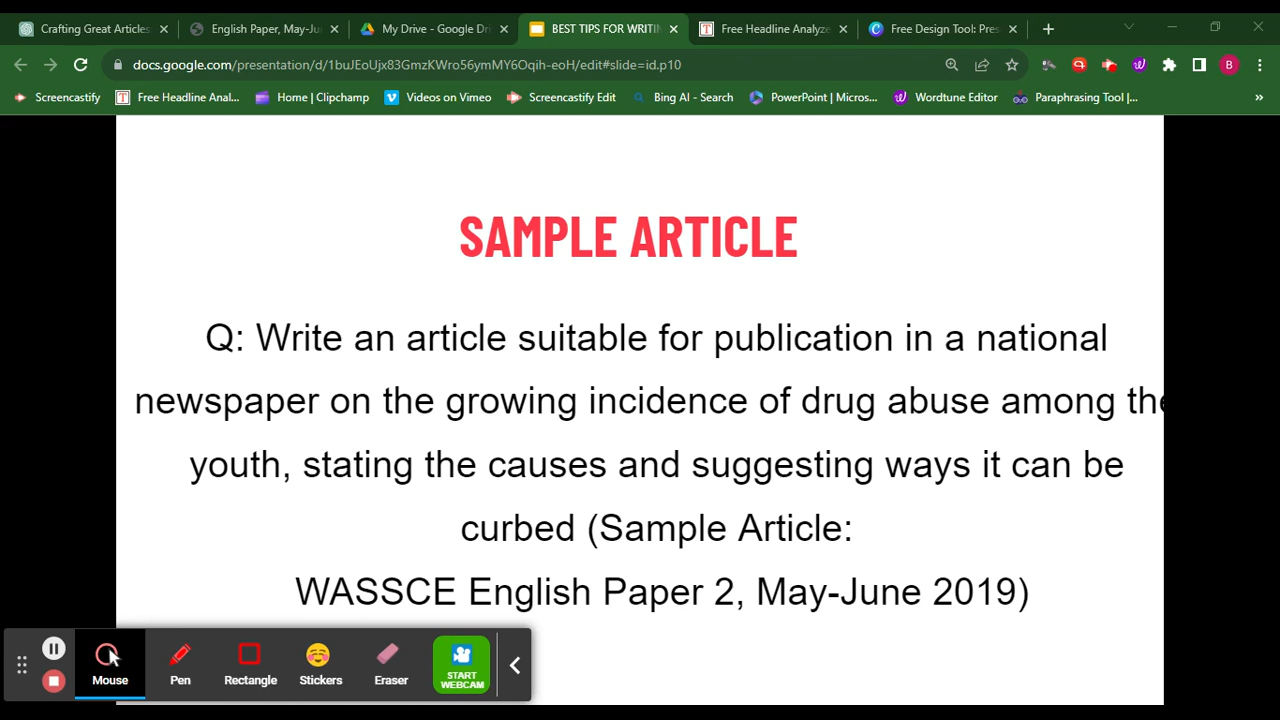 Crafting Great Articles
English Paper, May-Ju
My Drive - Google Dri
BEST TIPS FOR WRITIN
Free Headline Analyze
Free Design Tool: Pres
docs.google.com/presentation/d/1buJEoUjx83GmzKWro56ymMY6Oqih-eoH/edit#slide=id.p10
B
Screencastify
Free Headline Anal...
Home | Clipchamp
Videos on Vimeo
Screencastify Edit
Bing AI - Search
PowerPoint | Micros...
Wordtune Editor
Paraphrasing Tool |...
»
SAMPLE ARTICLE
Q: Write an article suitable for publication in a national
newspaper on the growing incidence of drug abuse among the
youth, stating the causes and suggesting ways it can be
curbed (Sample Article:
WASSCE English Paper 2, May-June 2019)
Mouse
Pen
Rectangle
Stickers
Eraser
START
WEBCAM